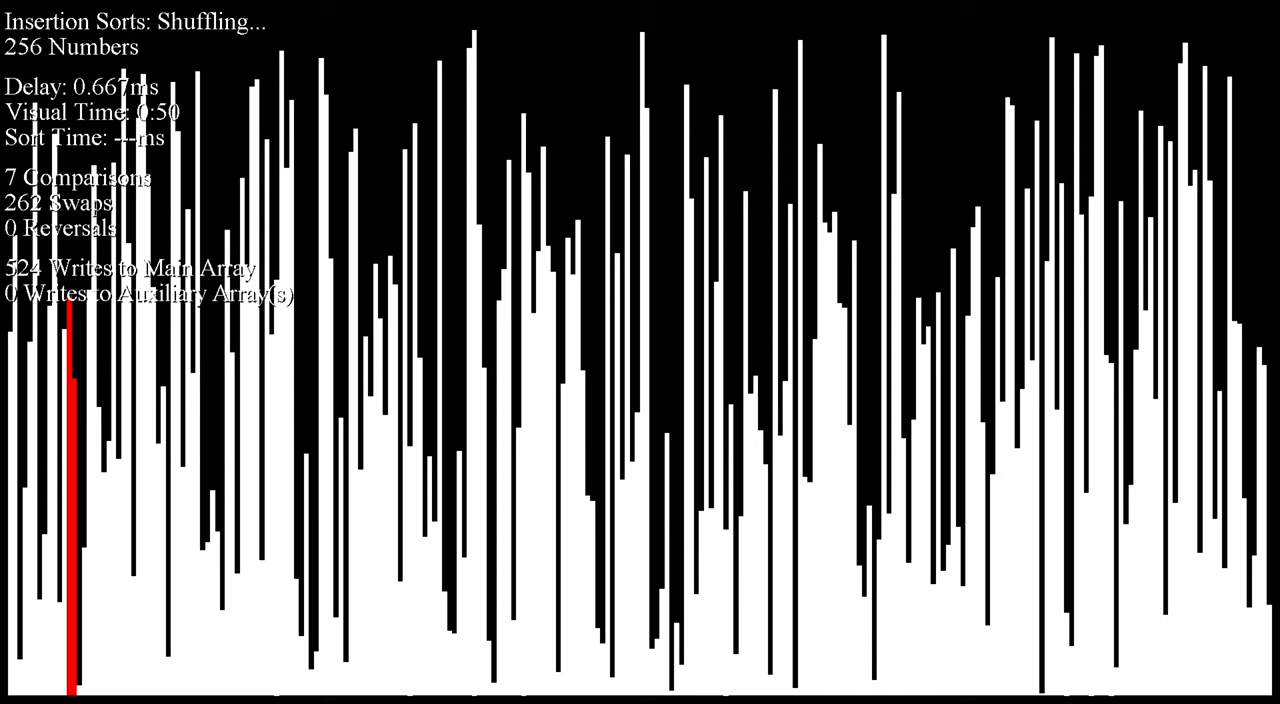 Insertion Sorts: Shuffling...
256 Numbers
Delay: 0.667ms
Visual Time: 0:50
Sort Time: ---ms
7 Comparisons
262 Swaps
0 Reversals
524 Writes to Main Array
0 Writes to Auxiliary Array(s)